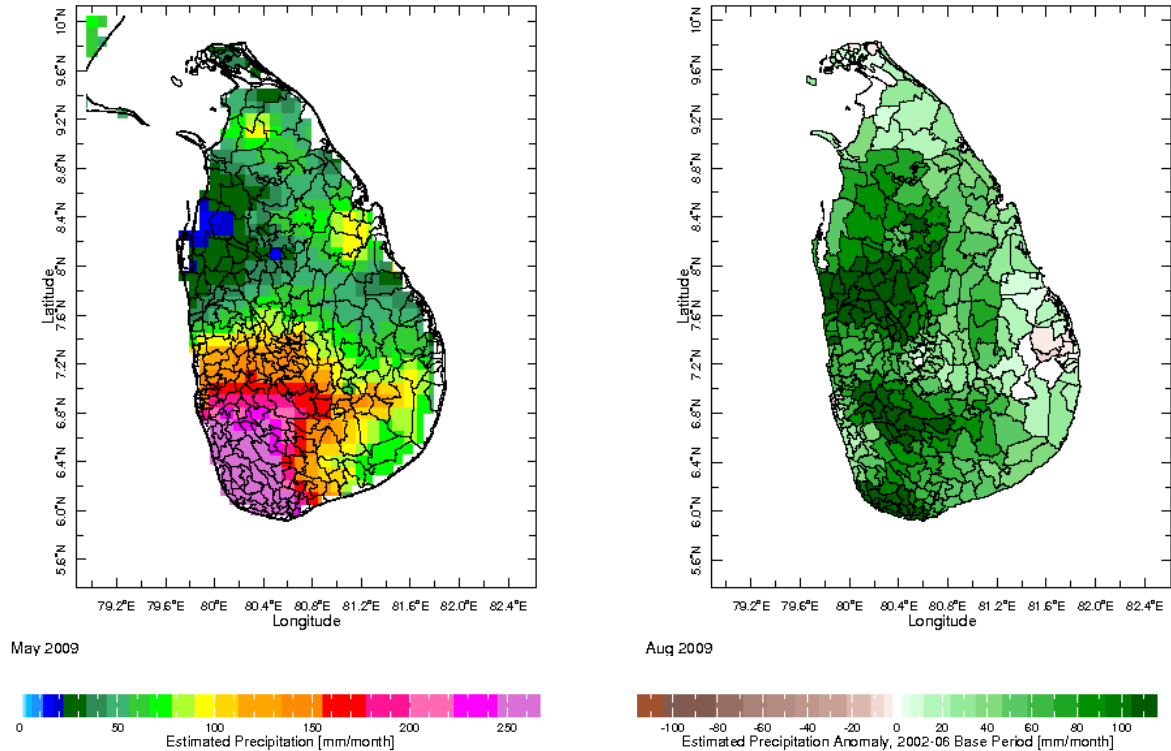 10°N
9.6°N
9.2°N
8.8°N
8.4°N
8°N
7.6°N
7.2°N
6.8°N
6.4°N
6.0°N
5.6°N
Latitude
79.2°E 79.6°E 80°E 80.4°E 80.8°E 81.2°E 81.6°E 82.0°E 82.4°E
Longitude
May 2009
0 50 100 150 200 250
Estimated Precipitation [mm/month]
10°N
9.6°N
9.2°N
8.8°N
8.4°N
8°N
7.6°N
7.2°N
6.8°N
6.4°N
6.0°N
5.6°N
Latitude
79.2°E 79.6°E 80°E 80.4°E 80.8°E 81.2°E 81.6°E 82.0°E 82.4°E
Longitude
Aug 2009
-100 -80 -60 -40 -20 0 20 40 60 80 100
Estimated Precipitation Anomaly, 2002-06 Base Period [mm/month]